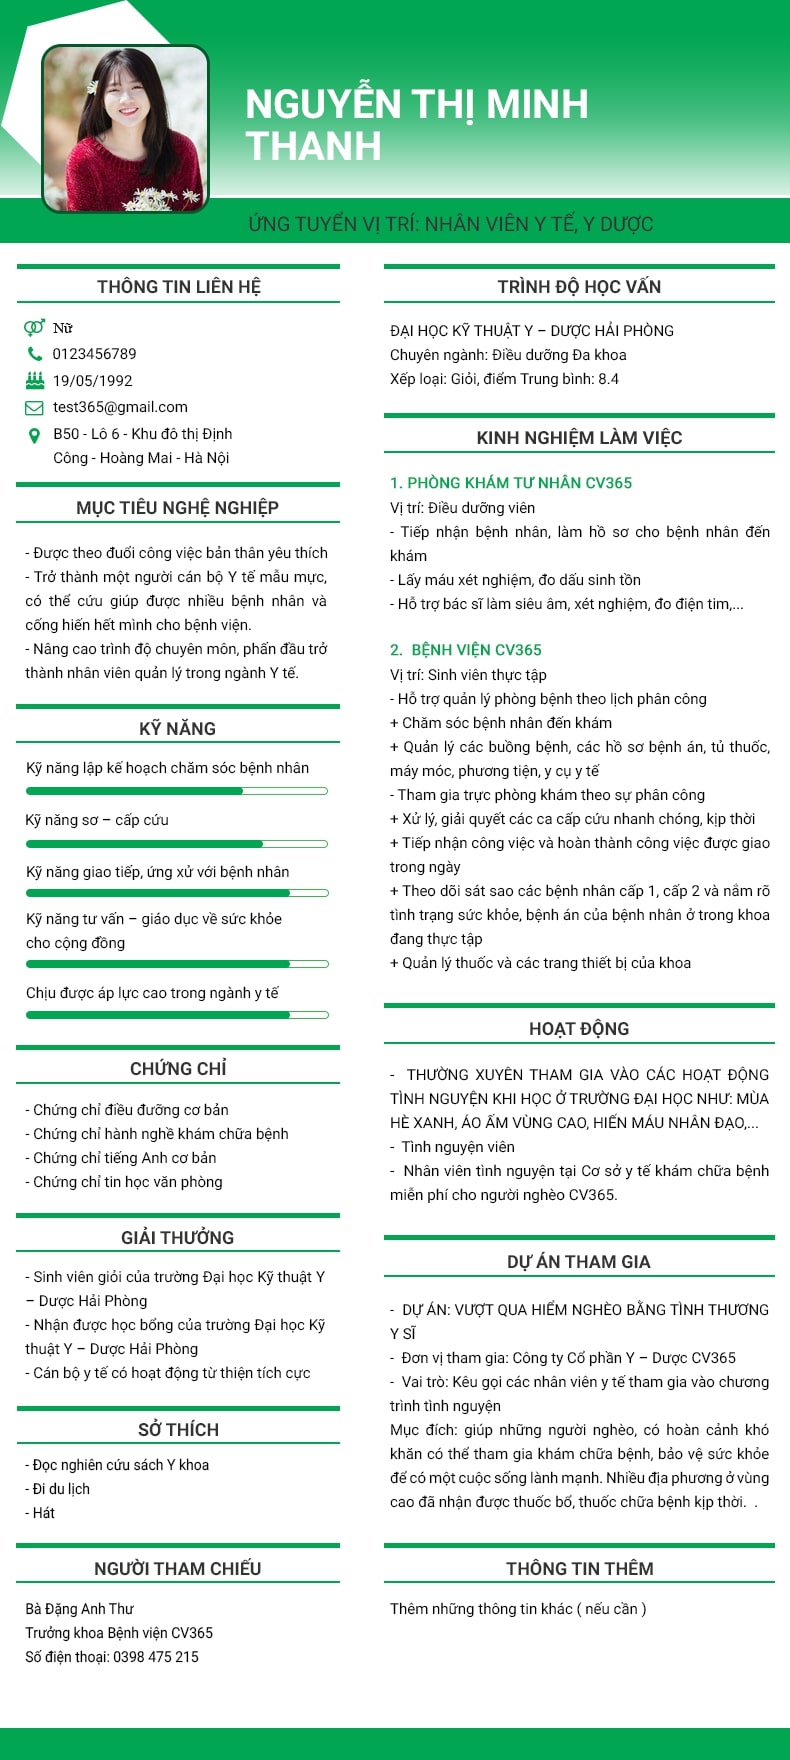 NGUYỄN THỊ MINH
THANH
ỨNG TUYỂN VỊ TRÍ: NHÂN VIÊN Y TẾ, Y DƯỢC
THÔNG TIN LIÊN HỆ
Nữ
0123456789
19/05/1992
test365@gmail.com
B50 - Lô 6 - Khu đô thị Định
Công - Hoàng Mai - Hà Nội
MỤC TIÊU NGHỀ NGHIỆP
- Được theo đuổi công việc bản thân yêu thích
- Trở thành một người cán bộ Y tế mẫu mực,
có thể cứu giúp được nhiều bệnh nhân và
cống hiến hết mình cho bệnh viện.
- Nâng cao trình độ chuyên môn, phấn đầu trở
thành nhân viên quản lý trong ngành Y tế.
KỸ NĂNG
Kỹ năng lập kế hoạch chăm sóc bệnh nhân
Kỹ năng sơ – cấp cứu
Kỹ năng giao tiếp, ứng xử với bệnh nhân
Kỹ năng tư vấn – giáo dục về sức khỏe
cho cộng đồng
Chịu được áp lực cao trong ngành y tế
CHỨNG CHỈ
- Chứng chỉ điều đưỡng cơ bản
- Chứng chỉ hành nghề khám chữa bệnh
- Chứng chỉ tiếng Anh cơ bản
- Chứng chỉ tin học văn phòng
GIẢI THƯỞNG
- Sinh viên giỏi của trường Đại học Kỹ thuật Y
– Dược Hải Phòng
- Nhận được học bổng của trường Đại học Kỹ
thuật Y – Dược Hải Phòng
- Cán bộ y tế có hoạt động từ thiện tích cực
SỞ THÍCH
- Đọc nghiên cứu sách Y khoa
- Đi du lịch
- Hát
NGƯỜI THAM CHIẾU
Bà Đặng Anh Thư
Trưởng khoa Bệnh viện CV365
Số điện thoại: 0398 475 215
TRÌNH ĐỘ HỌC VẤN
ĐẠI HỌC KỸ THUẬT Y – DƯỢC HẢI PHÒNG
Chuyên ngành: Điều dưỡng Đa khoa
Xếp loại: Giỏi, điểm Trung bình: 8.4
KINH NGHIỆM LÀM VIỆC
1. PHÒNG KHÁM TƯ NHÂN CV365
Vị trí: Điều dưỡng viên
- Tiếp nhận bệnh nhân, làm hồ sơ cho bệnh nhân đến
khám
- Lấy máu xét nghiệm, đo dấu sinh tồn
- Hỗ trợ bác sĩ làm siêu âm, xét nghiệm, đo điện tim,...
2. BỆNH VIỆN CV365
Vị trí: Sinh viên thực tập
- Hỗ trợ quản lý phòng bệnh theo lịch phân công
+ Chăm sóc bệnh nhân đến khám
+ Quản lý các buồng bệnh, các hồ sơ bệnh án, tủ thuốc,
máy móc, phương tiện, y cụ y tế
- Tham gia trực phòng khám theo sự phân công
+ Xử lý, giải quyết các ca cấp cứu nhanh chóng, kịp thời
+ Tiếp nhận công việc và hoàn thành công việc được giao
trong ngày
+ Theo dõi sát sao các bệnh nhân cấp 1, cấp 2 và nắm rõ
tình trạng sức khỏe, bệnh án của bệnh nhân ở trong khoa
đang thực tập
+ Quản lý thuốc và các trang thiết bị của khoa
HOẠT ĐỘNG
- THƯỜNG XUYÊN THAM GIA VÀO CÁC HOẠT ĐỘNG
TÌNH NGUYỆN KHI HỌC Ở TRƯỜNG ĐẠI HỌC NHƯ: MÙA
HÈ XANH, ÁO ẤM VÙNG CAO, HIẾN MÁU NHÂN ĐẠO,...
- Tình nguyện viên
- Nhân viên tình nguyện tại Cơ sở y tế khám chữa bệnh
miễn phí cho người nghèo CV365.
DỰ ÁN THAM GIA
- DỰ ÁN: VƯỢT QUA HIỂM NGHÈO BẰNG TÌNH THƯƠNG
Y SĨ
- Đơn vị tham gia: Công ty Cổ phần Y – Dược CV365
- Vai trò: Kêu gọi các nhân viên y tế tham gia vào chương
trình tình nguyện
Mục đích: giúp những người nghèo, có hoàn cảnh khó
khăn có thể tham gia khám chữa bệnh, bảo vệ sức khỏe
để có một cuộc sống lành mạnh. Nhiều địa phương ở vùng
cao đã nhận được thuốc bổ, thuốc chữa bệnh kịp thời. .
THÔNG TIN THÊM
Thêm những thông tin khác ( nếu cần )